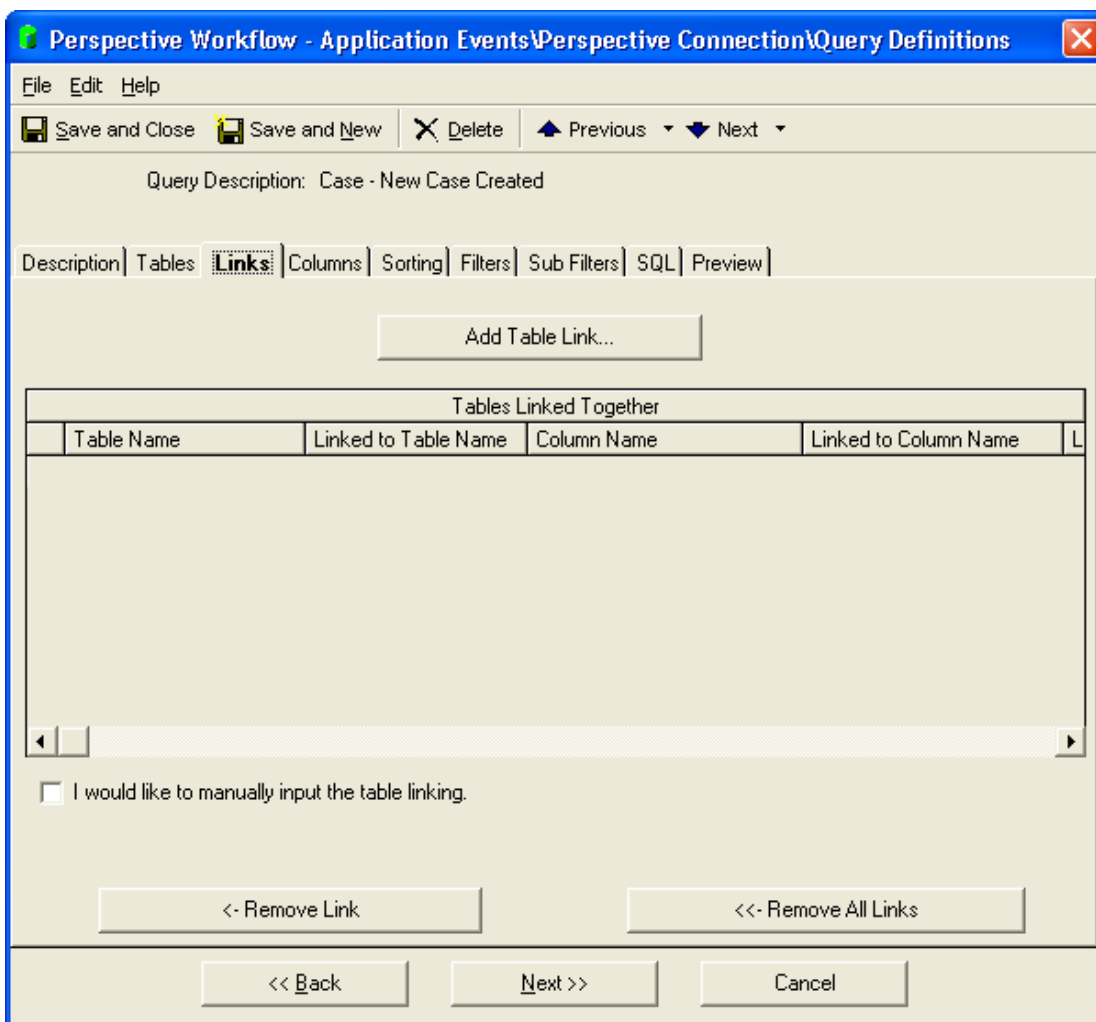 Perspective Workflow - Application Events\Perspective Connection\Query Definitions
File Edit Help
Save and Close Save and New Delete Previous Next
Query Description: Case - New Case Created
Description Tables Links Columns Sorting Filters Sub Filters SQL Preview
Add Table Link...
Tables Linked Together
Table Name Linked to Table Name Column Name Linked to Column Name L
I would like to manually input the table linking.
<- Remove Link <<- Remove All Links
<< Back Next >> Cancel